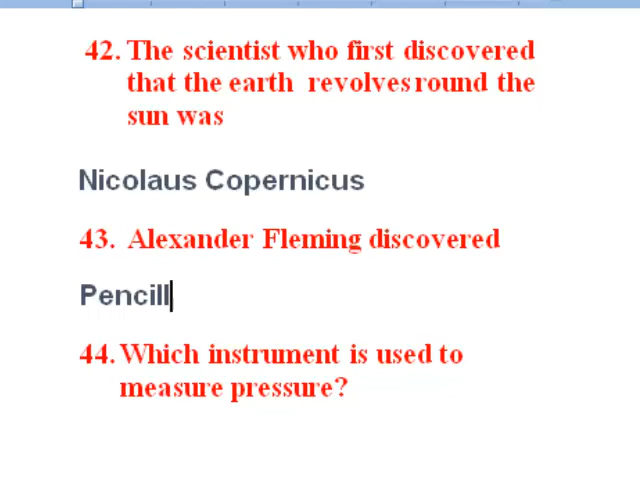 42. The scientist who first discovered
that the earth revolves round the
sun was
Nicolaus Copernicus
43. Alexander Fleming discovered
Pencill
44. Which instrument is used to
measure pressure?